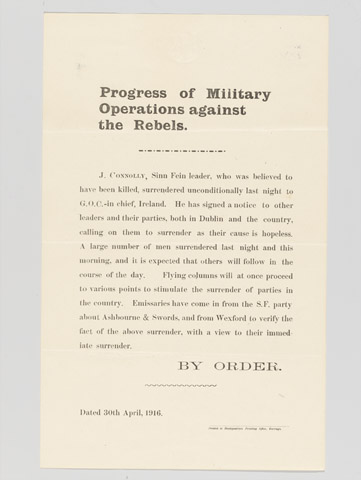 Progress of Military
Operations against
the Rebels.
J. CONNOLLY, Sinn Fein leader, who was believed to
have been killed, surrendered unconditionally last night to
G.O.C.-in chief, Ireland. He has signed a notice to other
leaders and their parties, both in Dublin and the country,
calling on them to surrender as their cause is hopeless.
A large number of men surrendered last night and this
morning, and it is expected that others will follow in the
course of the day. Flying columns will at once proceed
to various points to stimulate the surrender of parties in
the country. Emissaries have come in from the S.F. party
about Ashbourne & Swords, and from Wexford to verify the
fact of the above surrender, with a view to their immed-
iate surrender.
BY ORDER.
Dated 30th April, 1916.